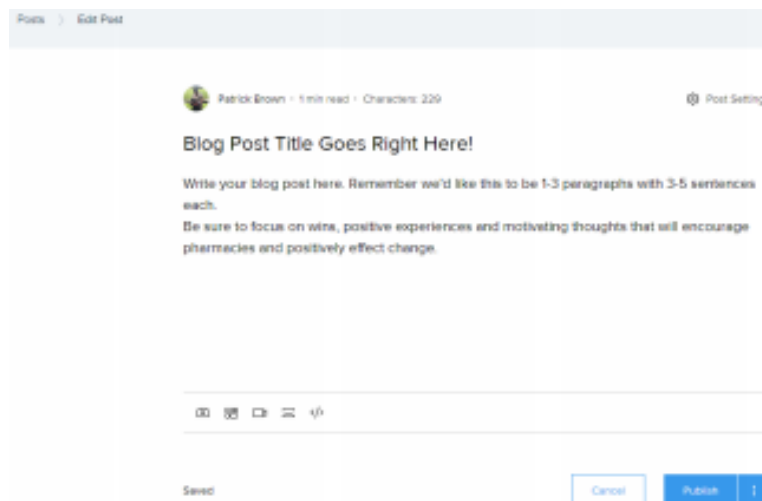 Posts > Edit Post
Patrick Brown · 1 min read · Characters: 229
Post Setting
Blog Post Title Goes Right Here!
Write your blog post here. Remember we'd like this to be 1-3 paragraphs with 3-5 sentences
each.
Be sure to focus on wins, positive experiences and motivating thoughts that will encourage
pharmacies and positively effect change.
Saved
Cancel
Publish